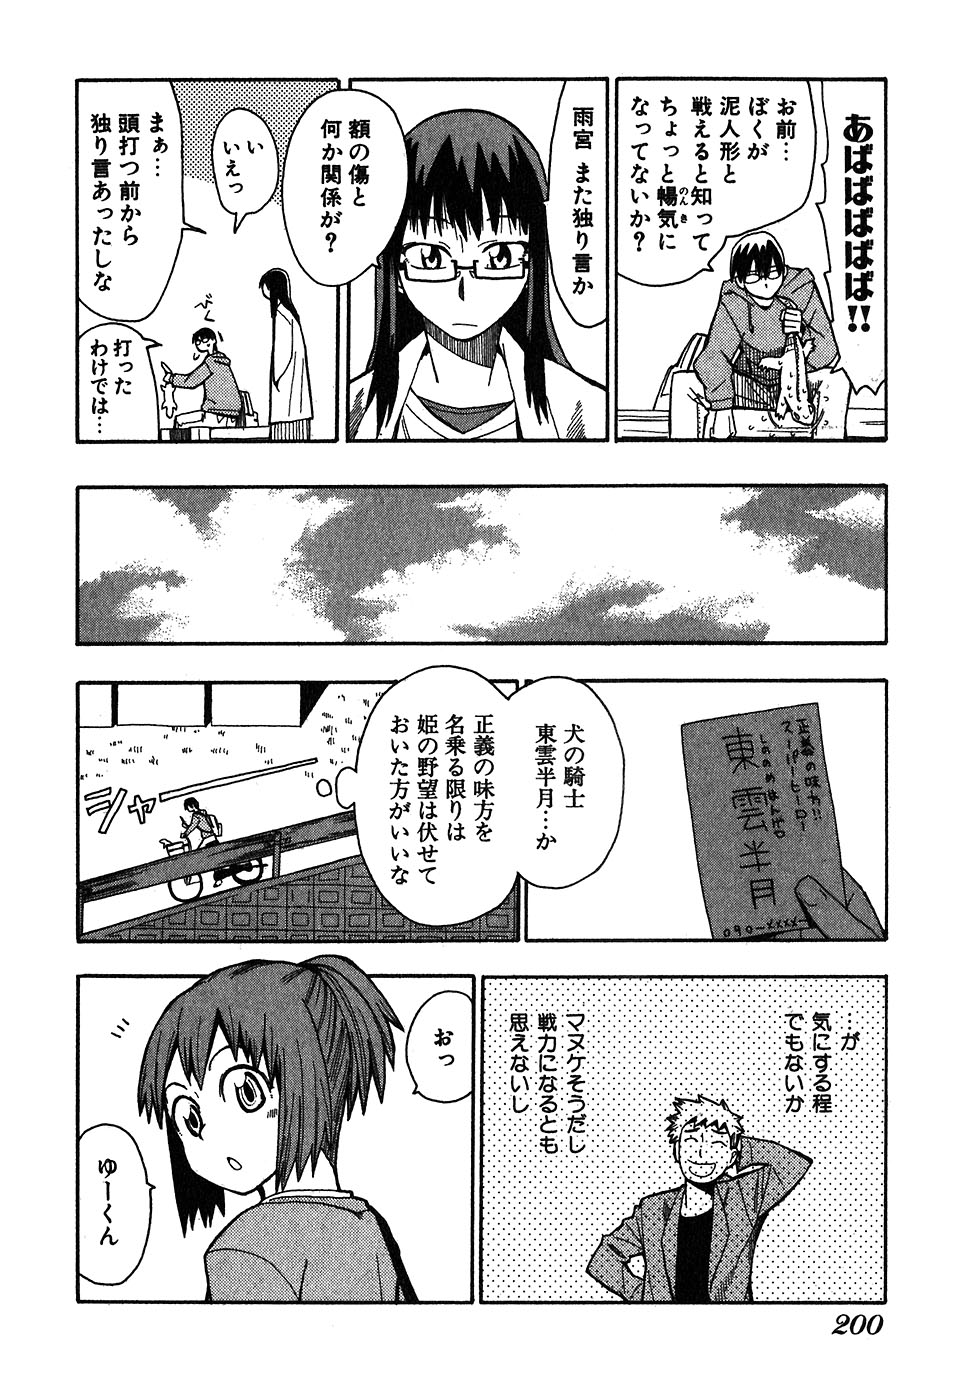 お前…
ぼくが
泥人形と
戦えると知って
ちょっと暢気に
のんき
なってないか?
あばばばばば!!
雨宮 また独り言か
額の傷と
何か関係が?
い
いえっ
まぁ…
頭打つ前から
独り言あったしな
びくっ
打った
わけでは…
正義の味方!!
スーパーヒーロー
しののめはんげつ
東雲半月
090-××××-
犬の騎士
東雲半月…か
正義の味方を
名乗る限りは
姫の野望は伏せて
おいた方がいいな
シャー
…が
気にする程
でもないか
マヌケそうだし
戦力になるとも
思えないし
おっ
ゆーくん
200